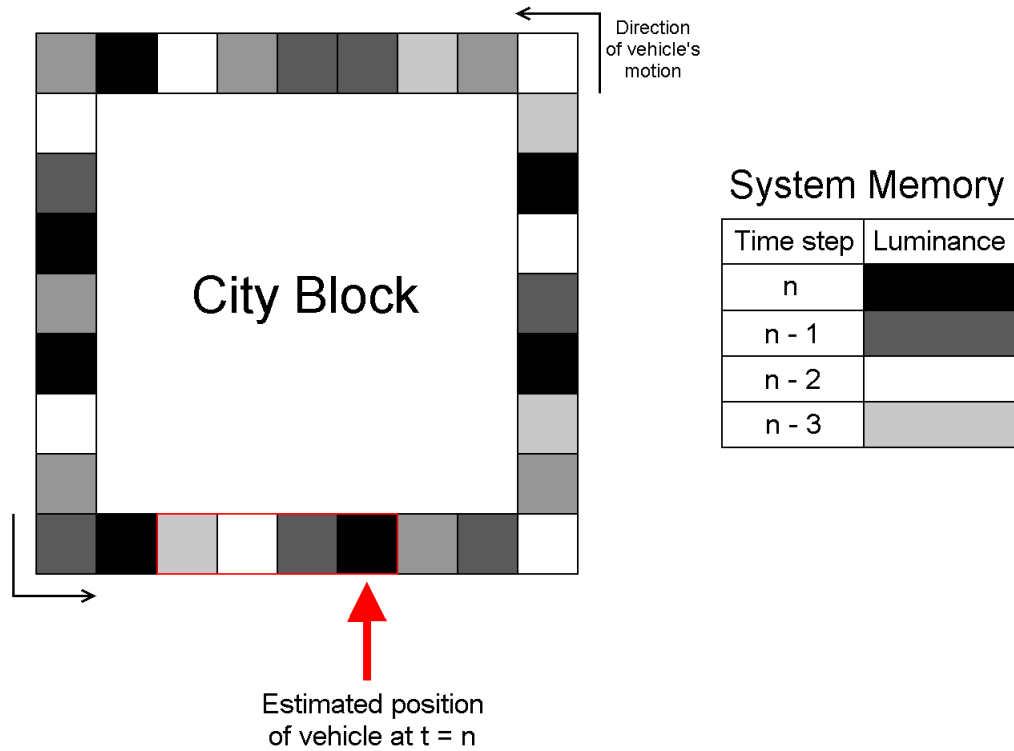 Direction
of vehicle's
motion
City Block
System Memory
Time step Luminance
n
n - 1
n - 2
n - 3
Estimated position
of vehicle at t = n